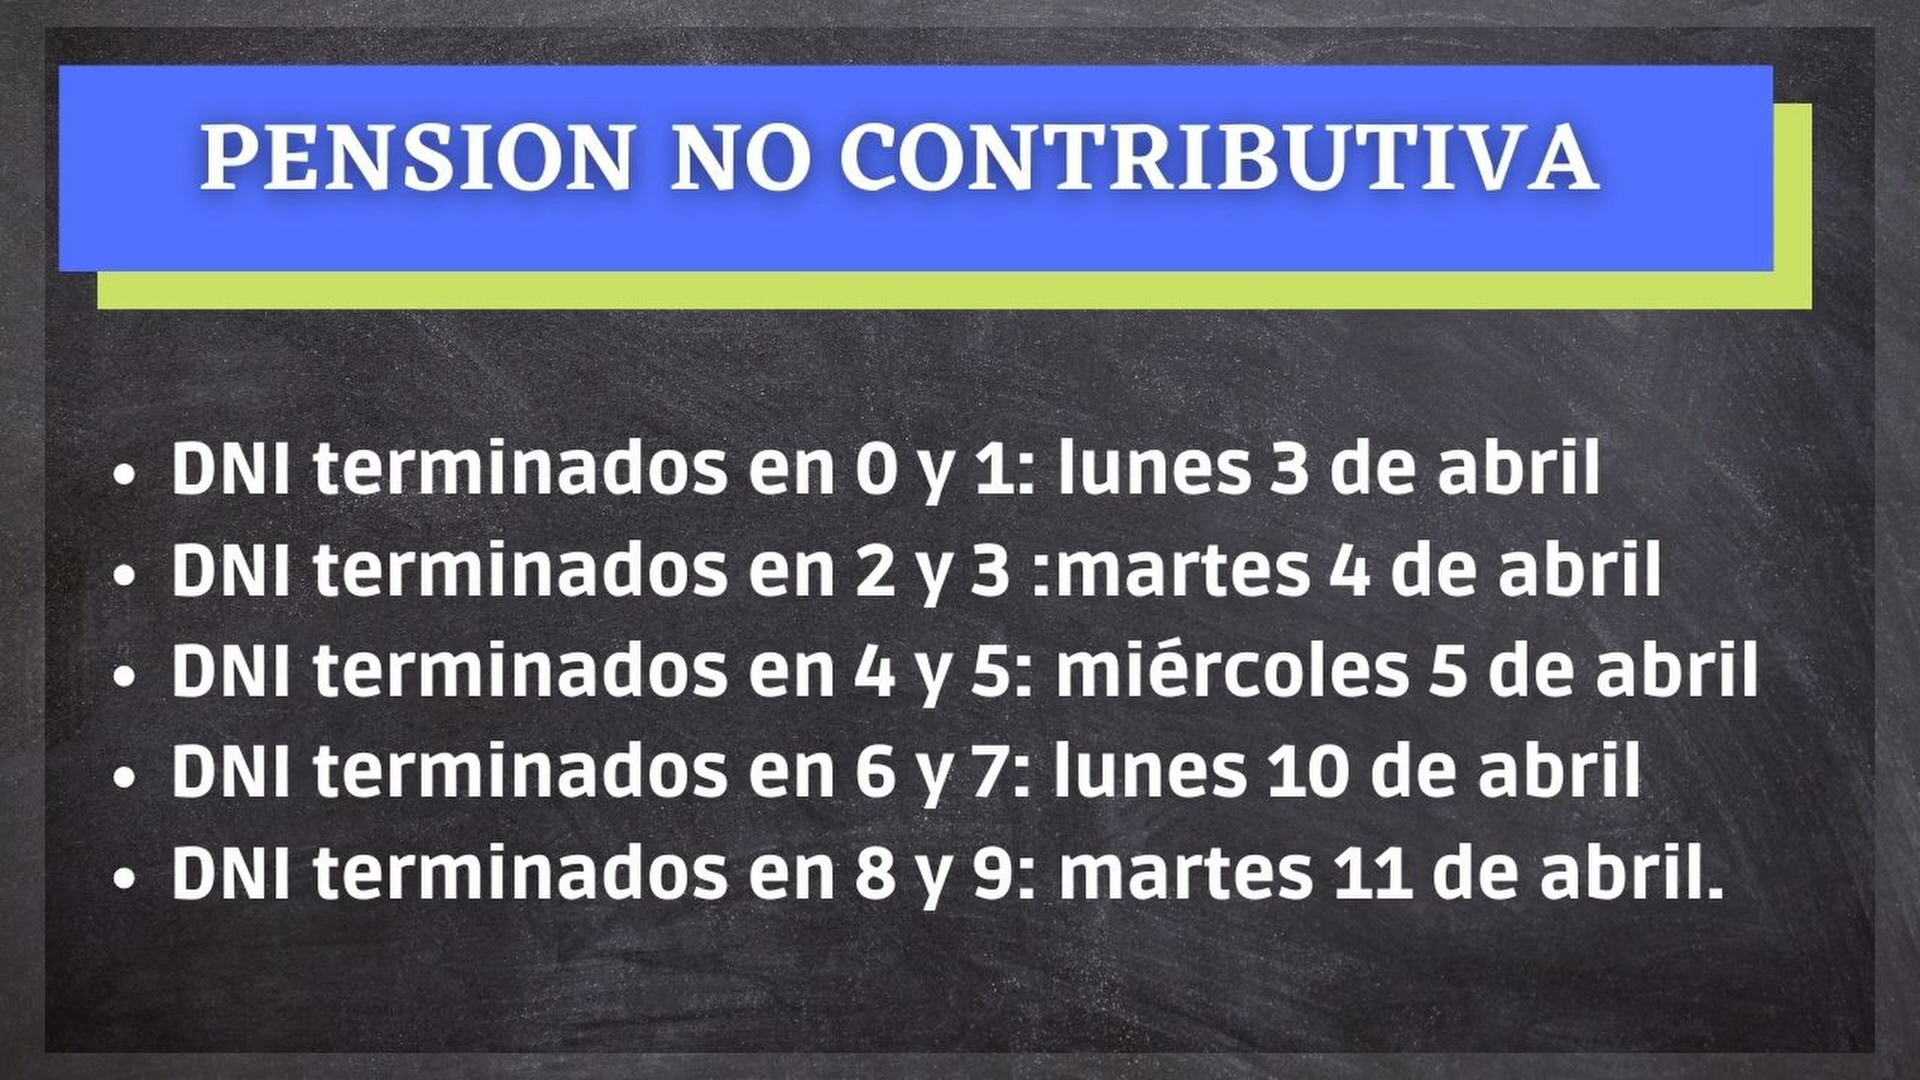 PENSION NO CONTRIBUTIVA
• DNI terminados en 0 y 1: lunes 3 de abril
• DNI terminados en 2 y 3 :martes 4 de abril
• DNI terminados en 4 y 5: miércoles 5 de abril
• DNI terminados en 6 y 7: lunes 10 de abril
• DNI terminados en 8 y 9: martes 11 de abril.